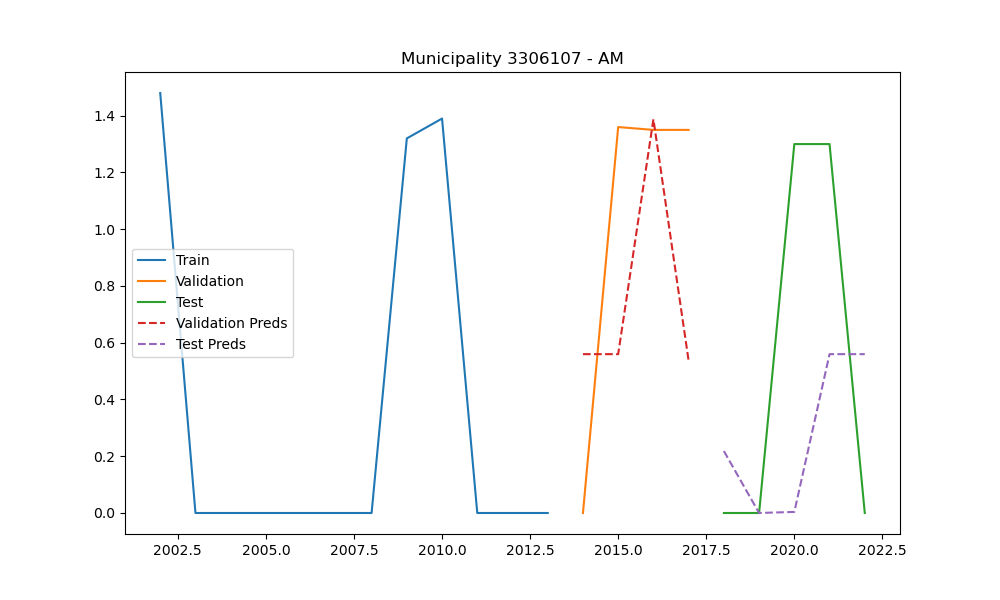 Municipality 3306107 - AM
1.4
1.2
1.0
0.8
0.6
0.4
0.2
0.0
Train
Validation
Test
Validation Preds
Test Preds
2002.5 2005.0 2007.5 2010.0 2012.5 2015.0 2017.5 2020.0 2022.5